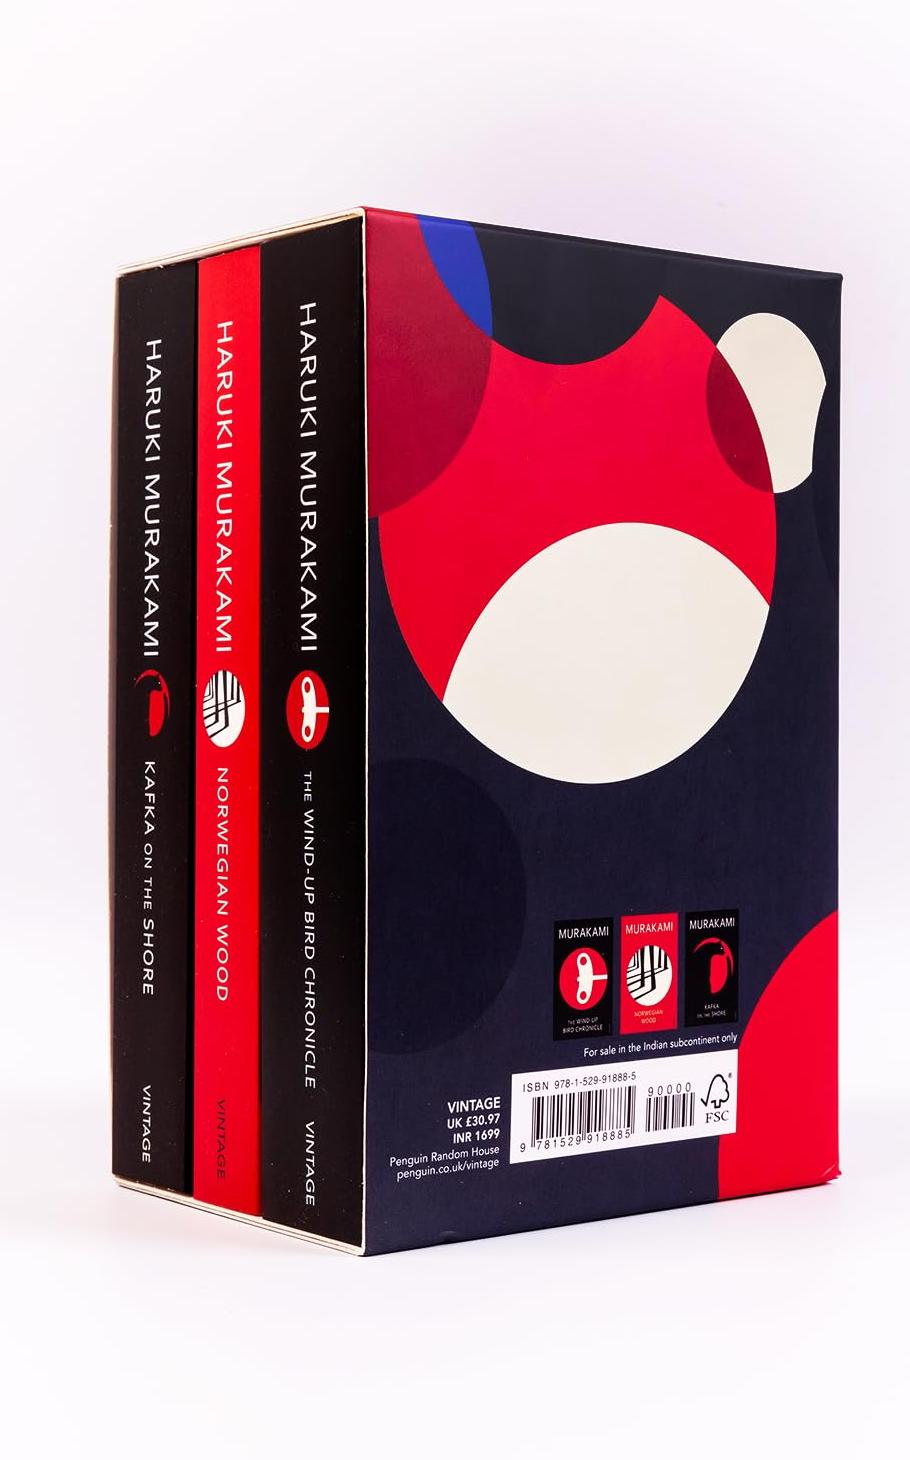 HARUKI MURAKAMI KAFKA ON THE SHORE VINTAGE
HARUKI MURAKAMI NORWEGIAN WOOD VINTAGE
HARUKI MURAKAMI THE WIND-UP BIRD CHRONICLE VINTAGE
MURAKAMI
THE WIND-UP
BIRD CHRONICLE
MURAKAMI
NORWEGIAN
WOOD
MURAKAMI
KAFKA
ON THE SHORE
For sale in the Indian subcontinent only
VINTAGE
UK £30.97
INR 1699
Penguin Random House
penguin.co.uk/vintage
ISBN 978-1-529-91888-5
90000
9 781529 918885
FSC®